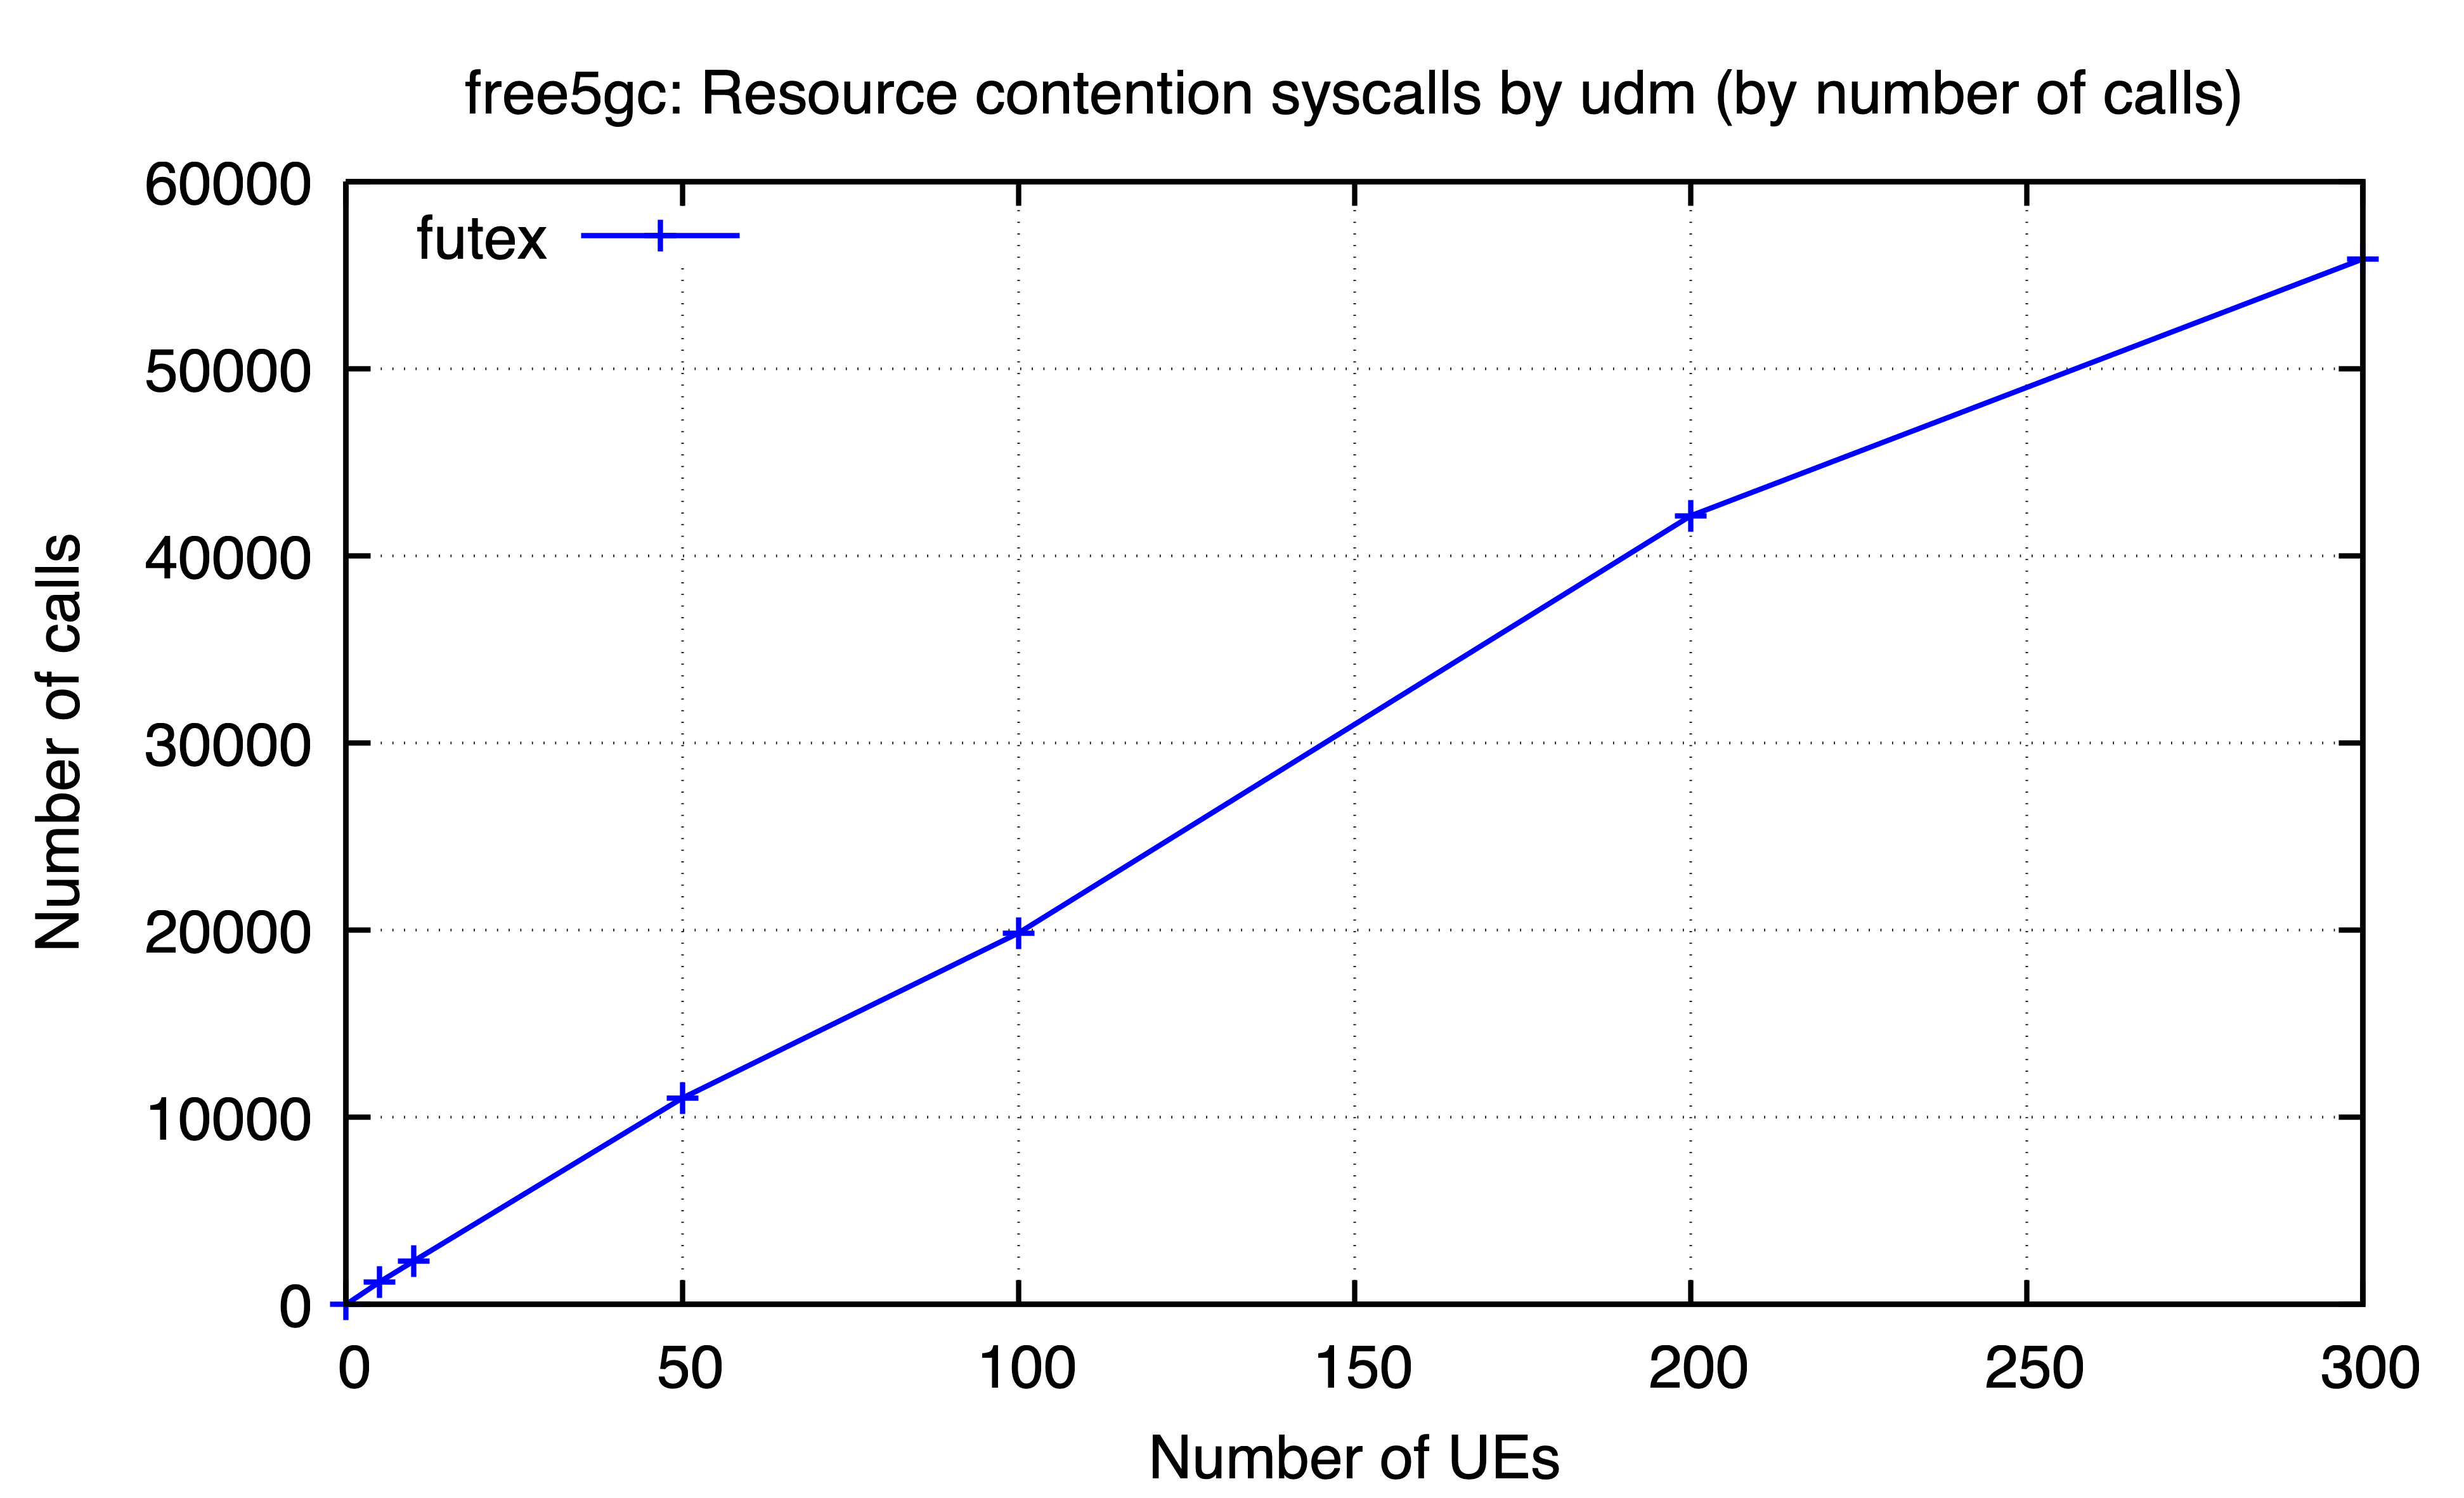 free5gc: Resource contention syscalls by udm (by number of calls)
60000
futex
50000
40000
30000
20000
10000
0
Number of calls
0 50 100 150 200 250 300
Number of UEs